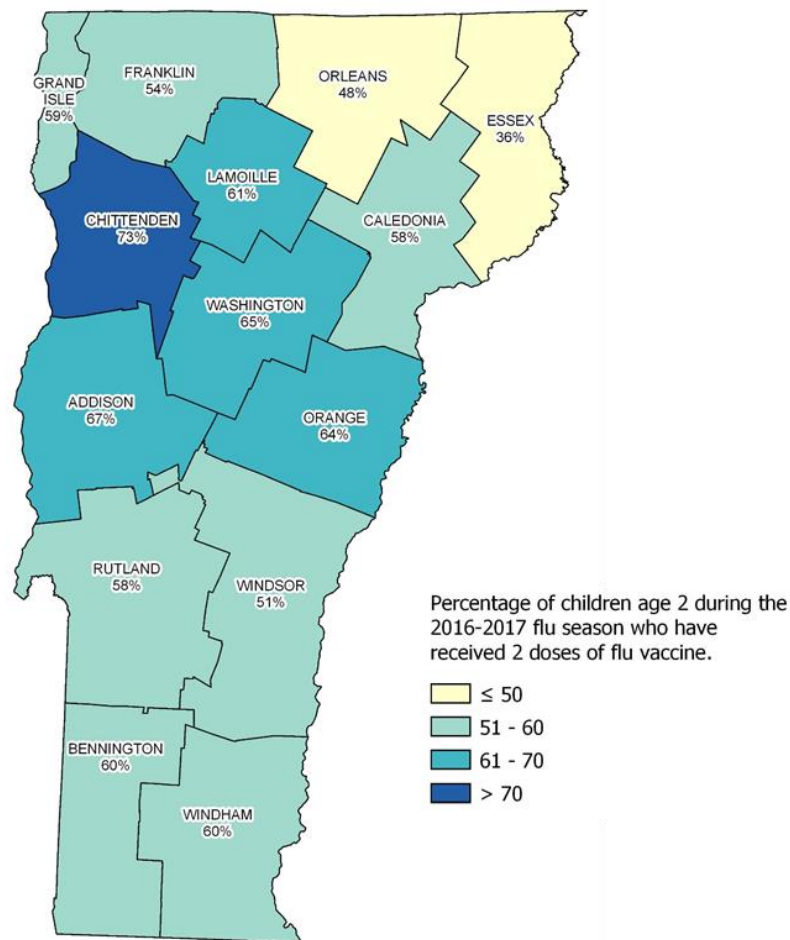 FRANKLIN
54%
GRAND
ISLE
59%
ORLEANS
48%
ESSEX
36%
LAMOILLE
61%
CHITTENDEN
73%
CALEDONIA
58%
WASHINGTON
65%
ADDISON
67%
ORANGE
64%
RUTLAND
58%
WINDSOR
51%
BENNINGTON
60%
WINDHAM
60%
Percentage of children age 2 during the
2016-2017 flu season who have
received 2 doses of flu vaccine.
≤ 50
51 - 60
61 - 70
> 70